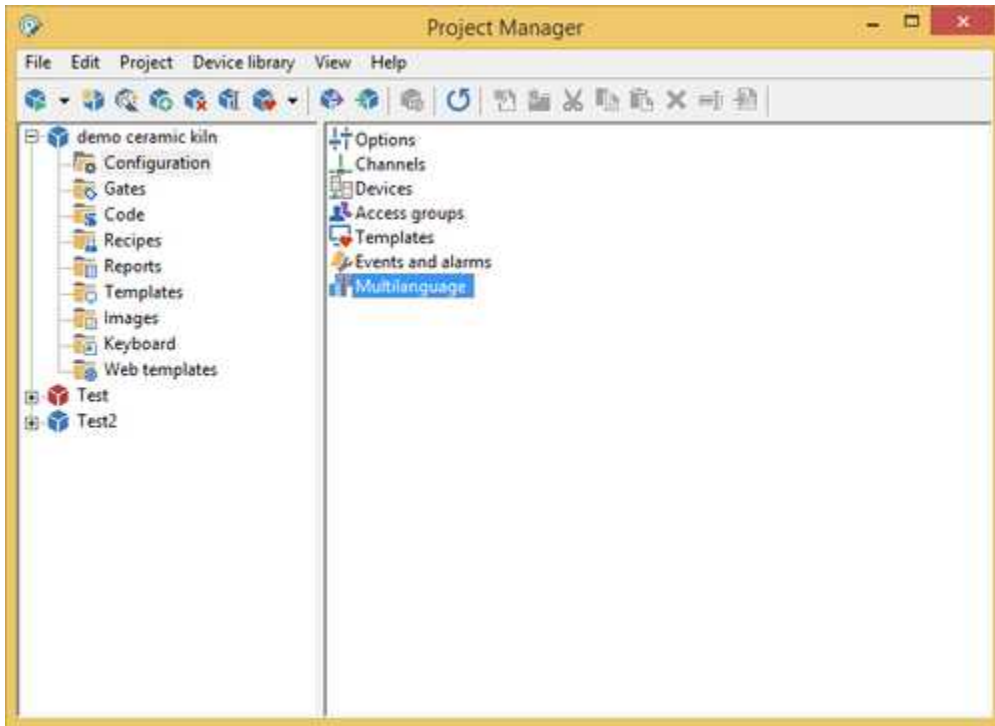 Project Manager
File Edit Project Device library View Help
demo ceramic kiln
Configuration
Gates
Code
Recipes
Reports
Templates
Images
Keyboard
Web templates
Test
Test2
Options
Channels
Devices
Access groups
Templates
Events and alarms
Multilanguage